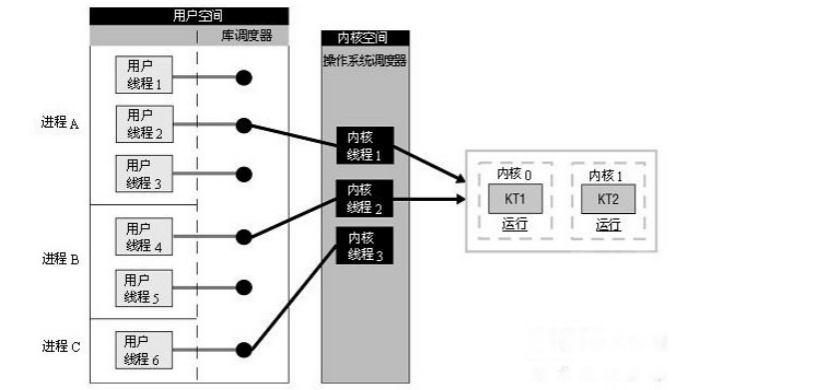 用户空间
库调度器
内核空间
操作系统调度器
进程A
用户
线程1
用户
线程2
用户
线程3
进程B
用户
线程4
用户
线程5
进程C
用户
线程6
内核
线程1
内核
线程2
内核
线程3
内核0
KT1
运行
内核1
KT2
运行